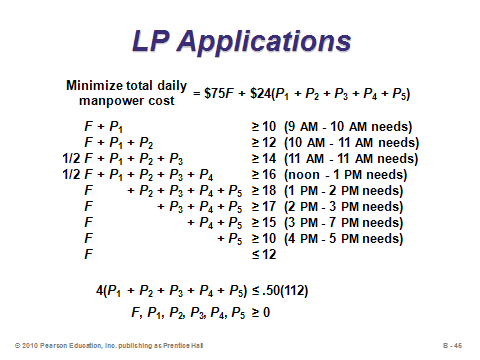 LP Applications
Minimize total daily
manpower cost = $75F + $24(P1 + P2 + P3 + P4 + P5)
F + P1 ≥ 10 (9 AM - 10 AM needs)
F + P1 + P2 ≥ 12 (10 AM - 11 AM needs)
1/2 F + P1 + P2 + P3 ≥ 14 (11 AM - 11 AM needs)
1/2 F + P1 + P2 + P3 + P4 ≥ 16 (noon - 1 PM needs)
F + P2 + P3 + P4 + P5 ≥ 18 (1 PM - 2 PM needs)
F + P3 + P4 + P5 ≥ 17 (2 PM - 3 PM needs)
F + P4 + P5 ≥ 15 (3 PM - 7 PM needs)
F + P5 ≥ 10 (4 PM - 5 PM needs)
F ≤ 12
4(P1 + P2 + P3 + P4 + P5) ≤ .50(112)
F, P1, P2, P3, P4, P5 ≥ 0
© 2010 Pearson Education, Inc. publishing as Prentice Hall
B - 45